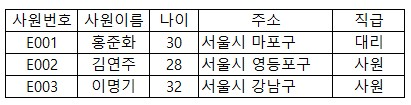 사원번호 사원이름 나이 주소 직급
E001 홍준화 30 서울시 마포구 대리
E002 김연주 28 서울시 영등포구 사원
E003 이명기 32 서울시 강남구 사원